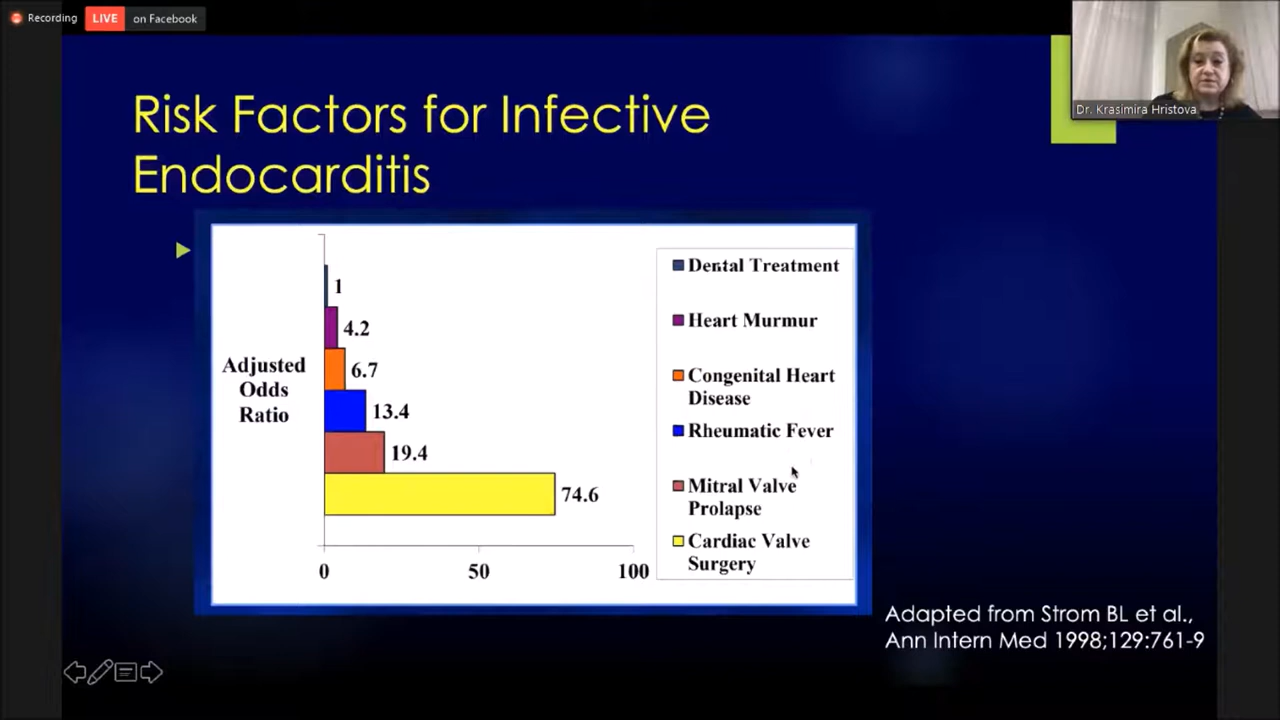 Recording
LIVE on Facebook
Dr. Krasimira Hristova
Risk Factors for Infective
Endocarditis
Adjusted
Odds
Ratio
1
4.2
6.7
13.4
19.4
74.6
0 50 100
Dental Treatment
Heart Murmur
Congenital Heart
Disease
Rheumatic Fever
Mitral Valve
Prolapse
Cardiac Valve
Surgery
Adapted from Strom BL et al.,
Ann Intern Med 1998;129:761-9